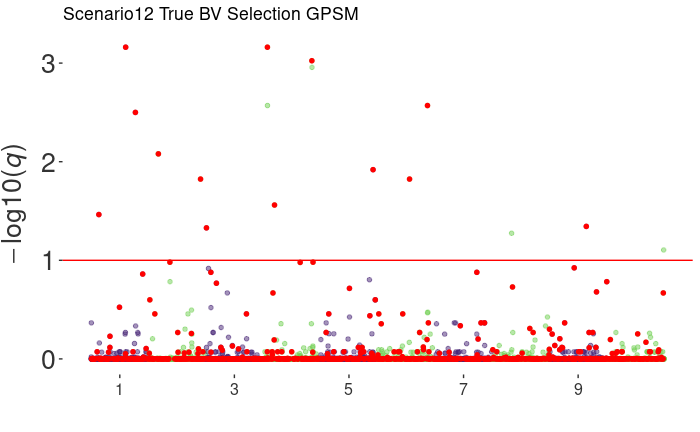 Scenario12 True BV Selection GPSM
3
2
1
0
−log10(q)
1 3 5 7 9